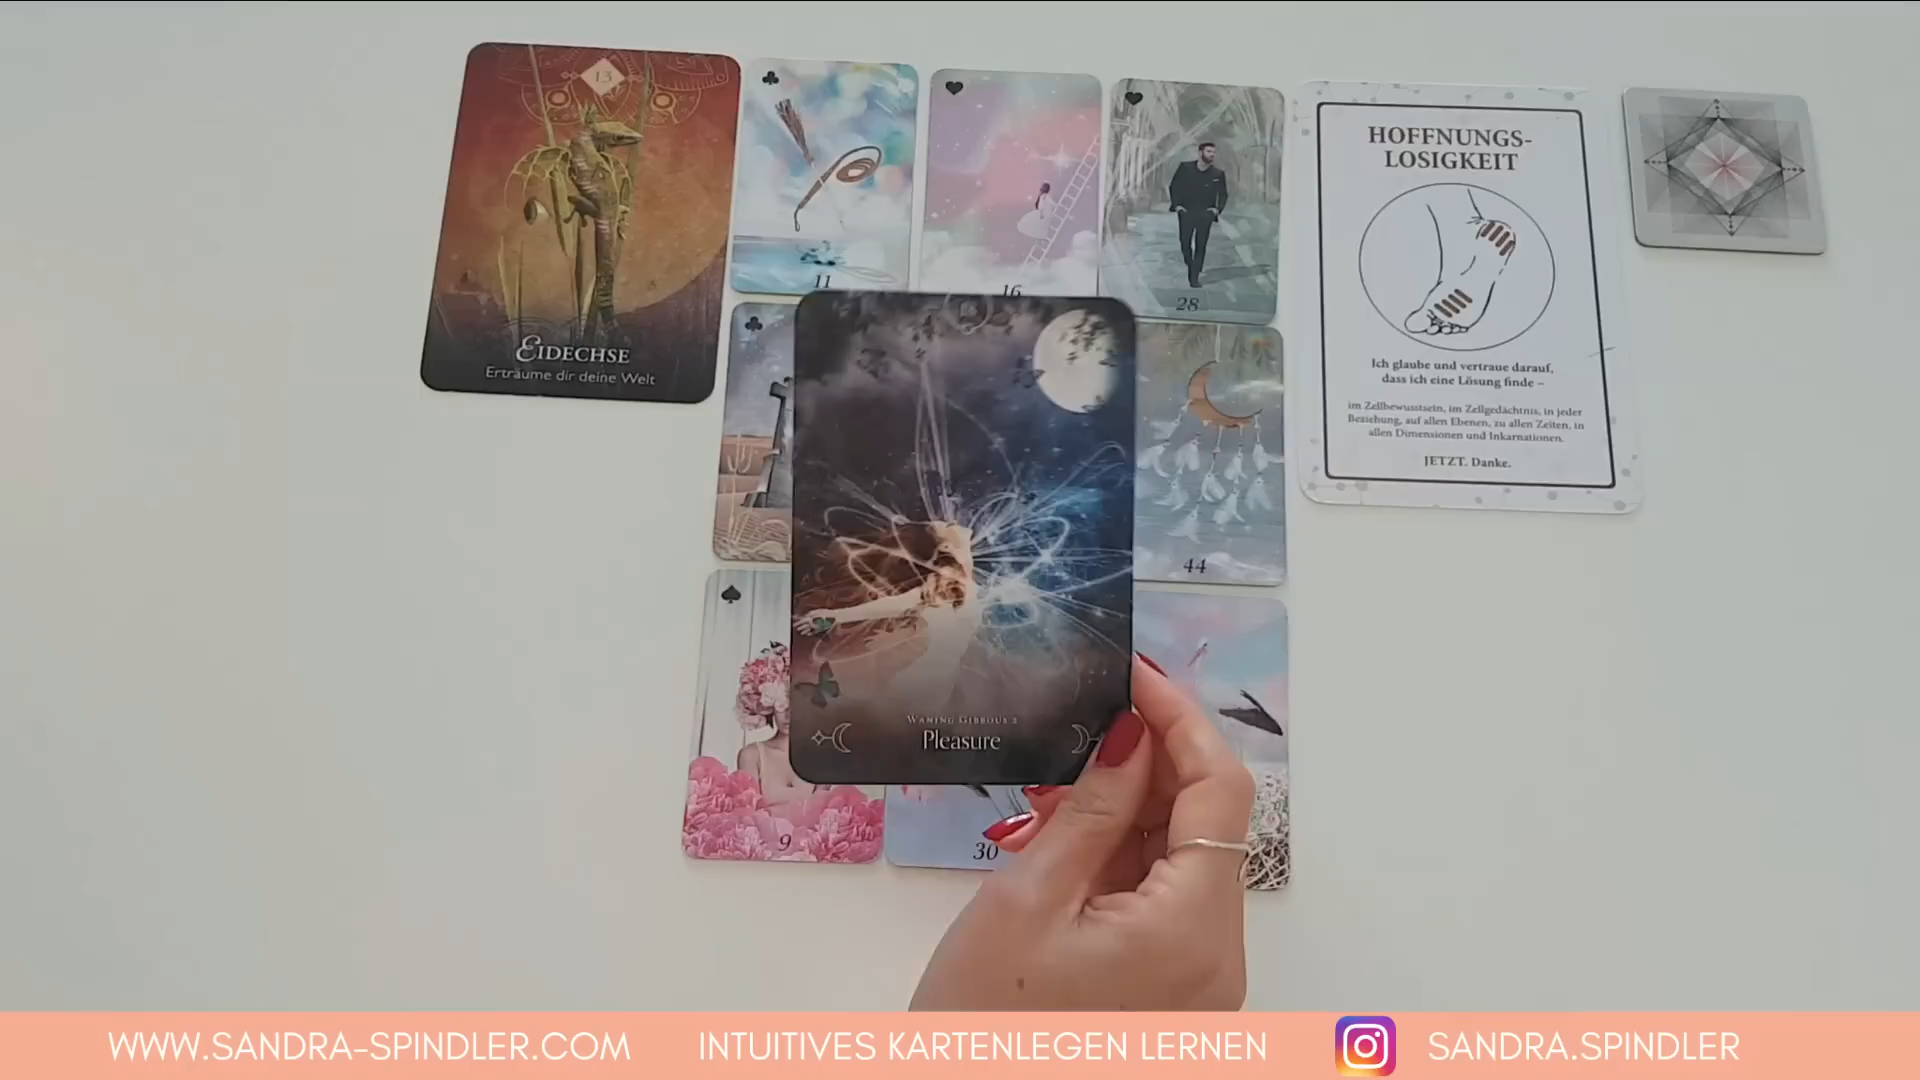 13
EIDECHSE
Erträume dir deine Welt
11
16
28
HOFFNUNGS-
LOSIGKEIT
Ich glaube und vertraue darauf,
dass ich eine Lösung finde –
im Zellbewusstsein, im Zellgedächtnis, in jeder
Beziehung, auf allen Ebenen, zu allen Zeiten, in
allen Dimensionen und Inkarnationen.
JETZT. Danke.
44
WANING GIBBOUS 2
Pleasure
9
30
WWW.SANDRA-SPINDLER.COM
INTUITIVES KARTENLEGEN LERNEN
SANDRA.SPINDLER